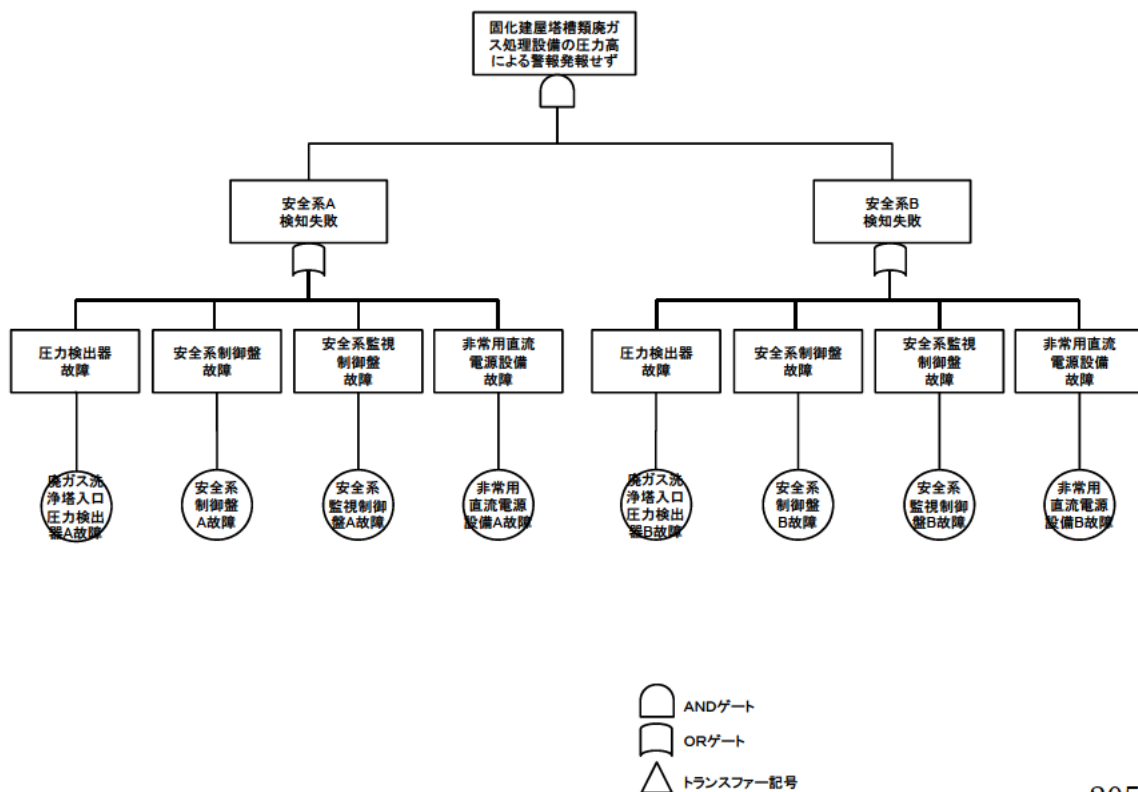 固化建屋塔槽類廃ガ
ス処理設備の圧力高
による警報発報せず
安全系A
検知失敗
安全系B
検知失敗
圧力検出器
故障
安全系制御盤
故障
安全系監視
制御盤
故障
非常用直流
電源設備
故障
圧力検出器
故障
安全系制御盤
故障
安全系監視
制御盤
故障
非常用直流
電源設備
故障
廃ガス洗
浄塔入口
圧力検出
器A故障
安全系
制御盤
A故障
安全系
監視制御
盤A故障
非常用
直流電源
設備A故障
廃ガス洗
浄塔入口
圧力検出
器B故障
安全系
制御盤
B故障
安全系
監視制御
盤B故障
非常用
直流電源
設備B故障
ANDゲート
ORゲート
トランスファー記号